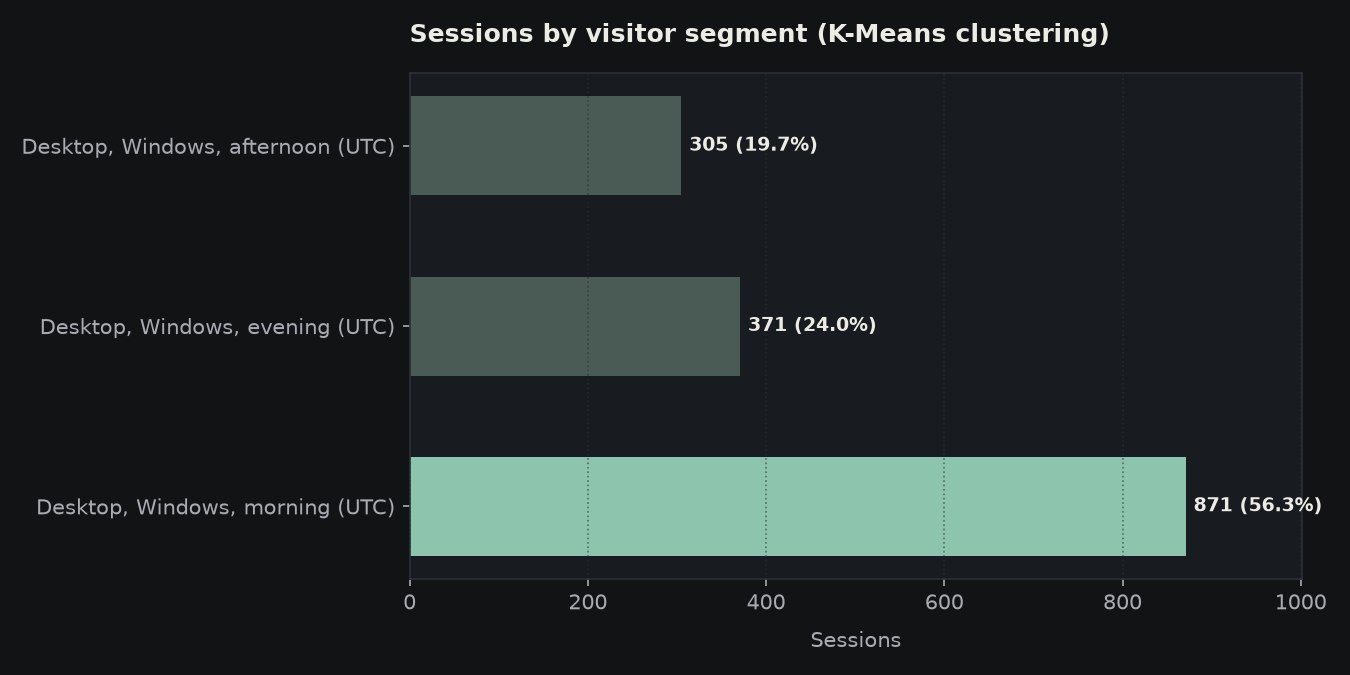 Sessions by visitor segment (K-Means clustering)
Desktop, Windows, afternoon (UTC)
305 (19.7%)
Desktop, Windows, evening (UTC)
371 (24.0%)
Desktop, Windows, morning (UTC)
871 (56.3%)
0 200 400 600 800 1000
Sessions